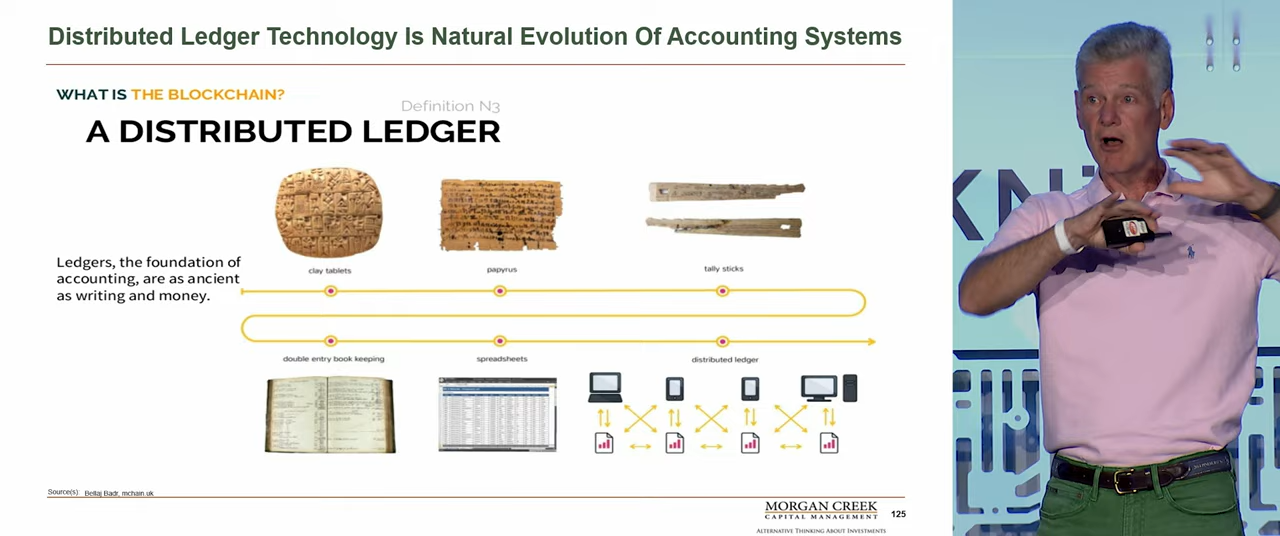 Distributed Ledger Technology Is Natural Evolution Of Accounting Systems
WHAT IS THE BLOCKCHAIN?
Definition N3
A DISTRIBUTED LEDGER
clay tablets
papyrus
tally sticks
Ledgers, the foundation of
accounting, are as ancient
as writing and money.
double entry book keeping
spreadsheets
distributed ledger
Source(s): Bellaj Badr, mchain.uk
MORGAN CREEK
CAPITAL MANAGEMENT
ALTERNATIVE THINKING ABOUT INVESTMENTS
125